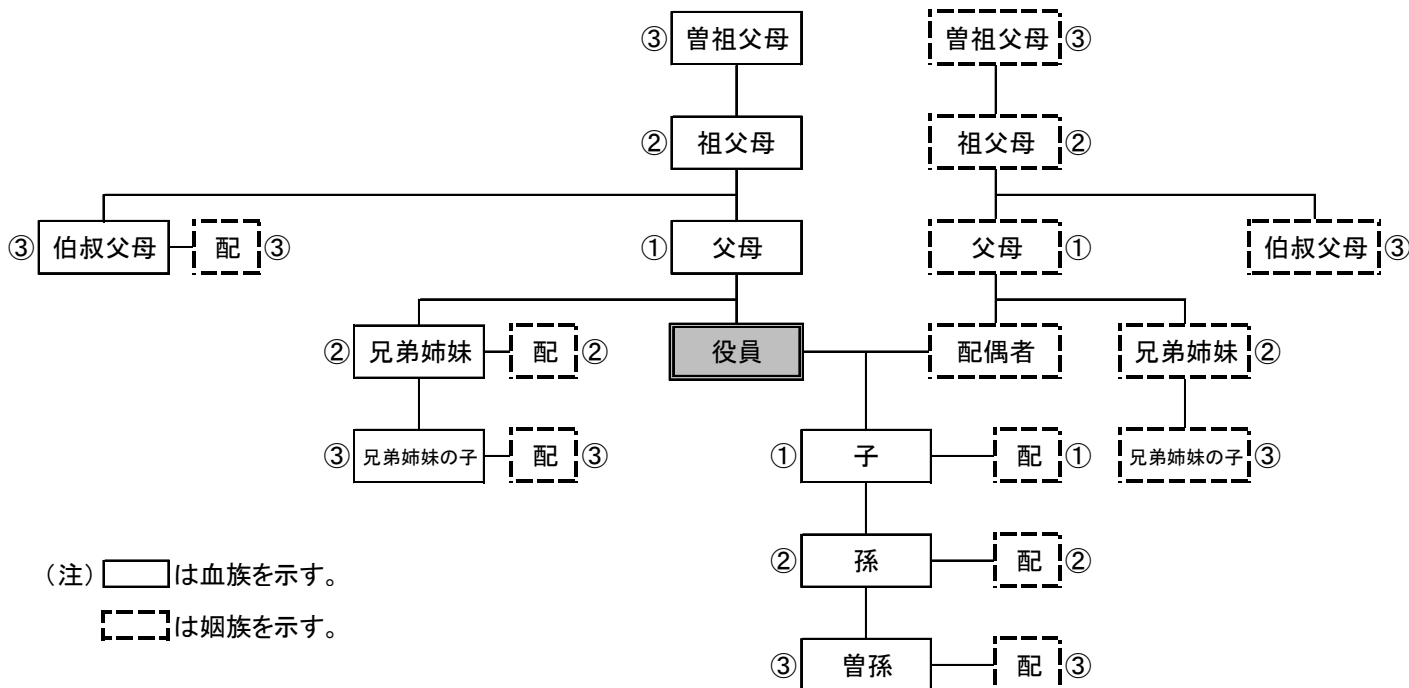 ③ 曽祖父母 曽祖父母 ③
② 祖父母 祖父母 ②
③ 伯叔父母 配 ③ ① 父母 父母 ① 伯叔父母 ③
② 兄弟姉妹 配 ② 役員 配偶者 兄弟姉妹 ②
③ 兄弟姉妹の子 配 ③ ① 子 配 ① 兄弟姉妹の子 ③
② 孫 配 ②
（注） は血族を示す。
は姻族を示す。
③ 曽孫 配 ③